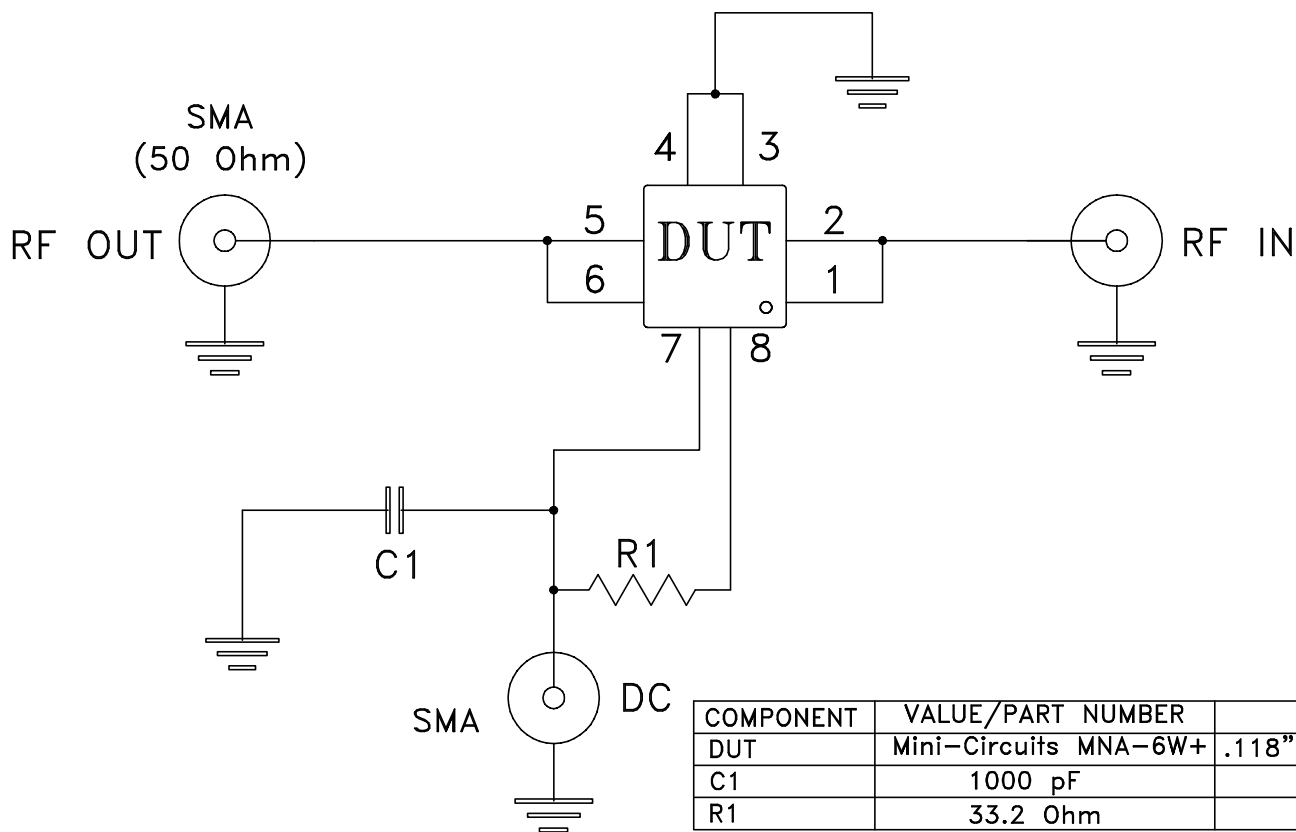 SMA
(50 Ohm)
4 3
RF OUT
5
6
DUT
2
1
RF IN
7 8
C1
R1
SMA
DC
COMPONENT VALUE/PART NUMBER
DUT Mini-Circuits MNA-6W+ .118"
C1 1000 pF
R1 33.2 Ohm